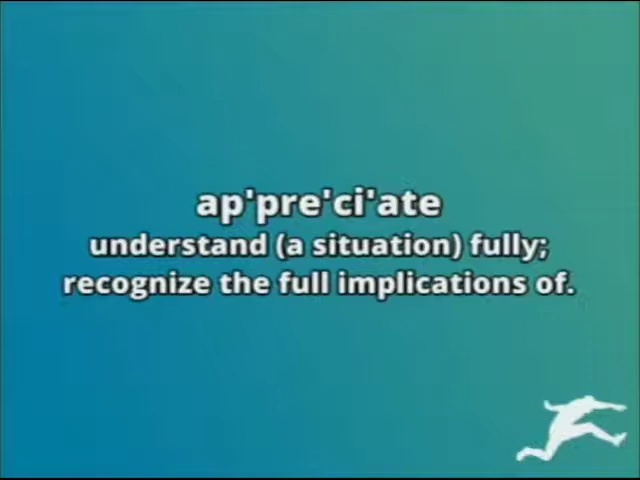 ap'pre'ci'ate
understand (a situation) fully;
recognize the full implications of.